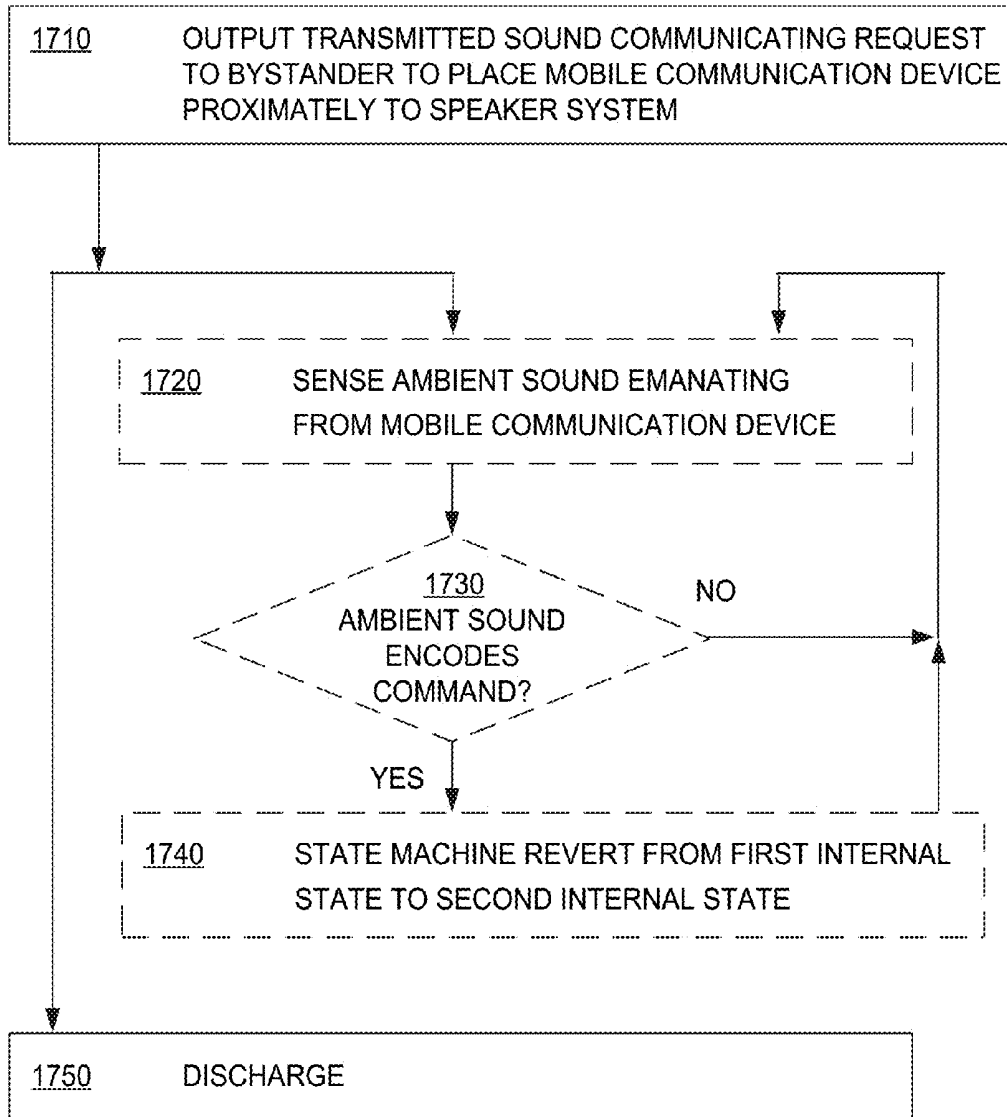 1710 OUTPUT TRANSMITTED SOUND COMMUNICATING REQUEST
TO BYSTANDER TO PLACE MOBILE COMMUNICATION DEVICE
PROXIMATELY TO SPEAKER SYSTEM
1720 SENSE AMBIENT SOUND EMANATING
FROM MOBILE COMMUNICATION DEVICE
1730
AMBIENT SOUND
ENCODES
COMMAND?
NO
YES
1740 STATE MACHINE REVERT FROM FIRST INTERNAL
STATE TO SECOND INTERNAL STATE
1750 DISCHARGE